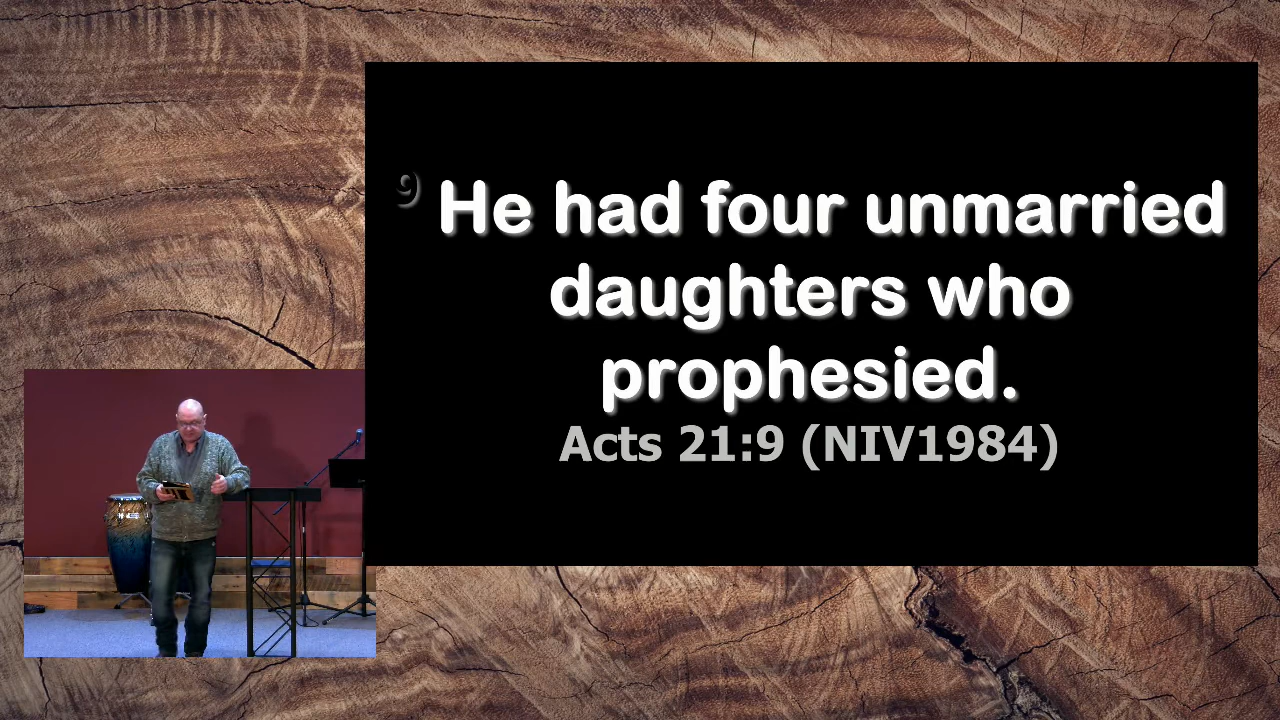 9 He had four unmarried
daughters who
prophesied.
Acts 21:9 (NIV1984)